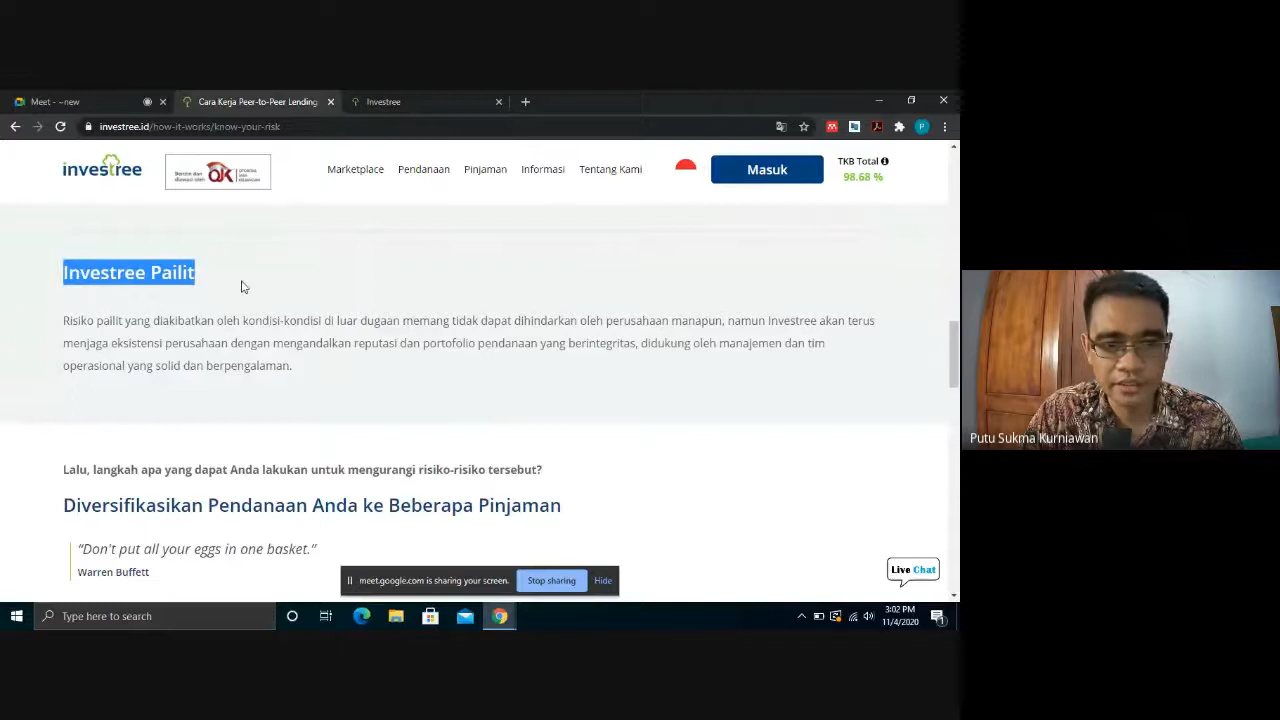 Meet - ~new
Cara Kerja Peer-to-Peer Lending
Investree
investree.id/how-it-works/know-your-risk
investree
OJK
Marketplace
Pendanaan
Pinjaman
Informasi
Tentang Kami
Masuk
TKB Total
98.68 %
Investree Pailit
Risiko pailit yang diakibatkan oleh kondisi-kondisi di luar dugaan memang tidak dapat dihindarkan oleh perusahaan manapun, namun Investree akan terus
menjaga eksistensi perusahaan dengan mengandalkan reputasi dan portofolio pendanaan yang berintegritas, didukung oleh manajemen dan tim
operasional yang solid dan berpengalaman.
Lalu, langkah apa yang dapat Anda lakukan untuk mengurangi risiko-risiko tersebut?
Diversifikasikan Pendanaan Anda ke Beberapa Pinjaman
“Don't put all your eggs in one basket.”
Warren Buffett
Live Chat
meet.google.com is sharing your screen.
Stop sharing
Hide
Type here to search
3:02 PM
11/4/2020
Putu Sukma Kurniawan